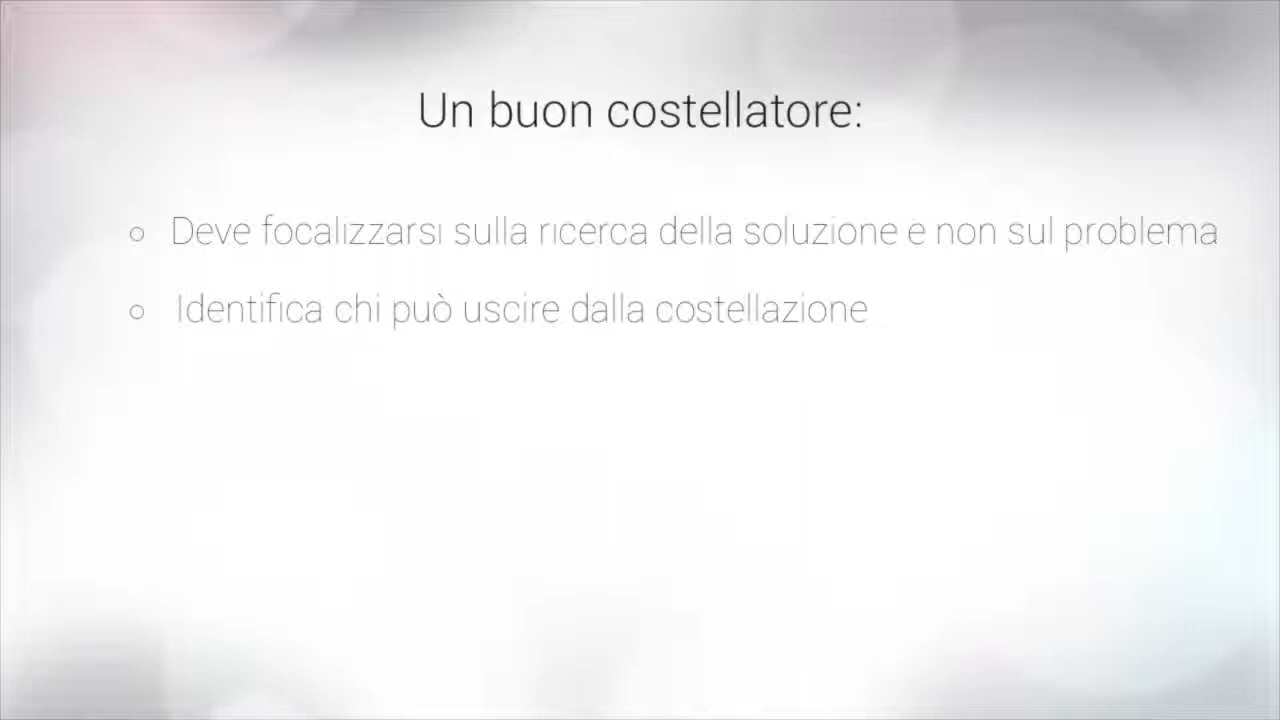 Un buon costellatore:
Deve focalizzarsi sulla ricerca della soluzione e non sul problema
Identifica chi può uscire dalla costellazione